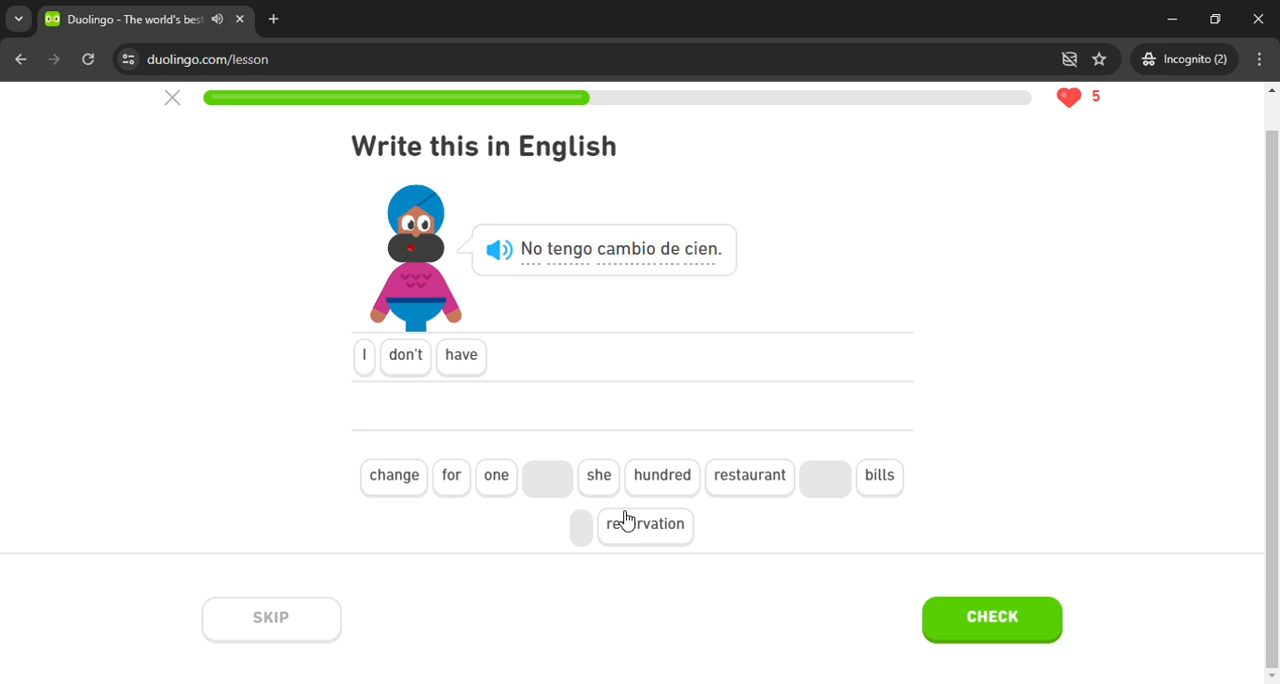 Duolingo - The world's best
duolingo.com/lesson
Incognito (2)
5
Write this in English
No tengo cambio de cien.
I don't have
change for one she hundred restaurant bills
SKIP
CHECK